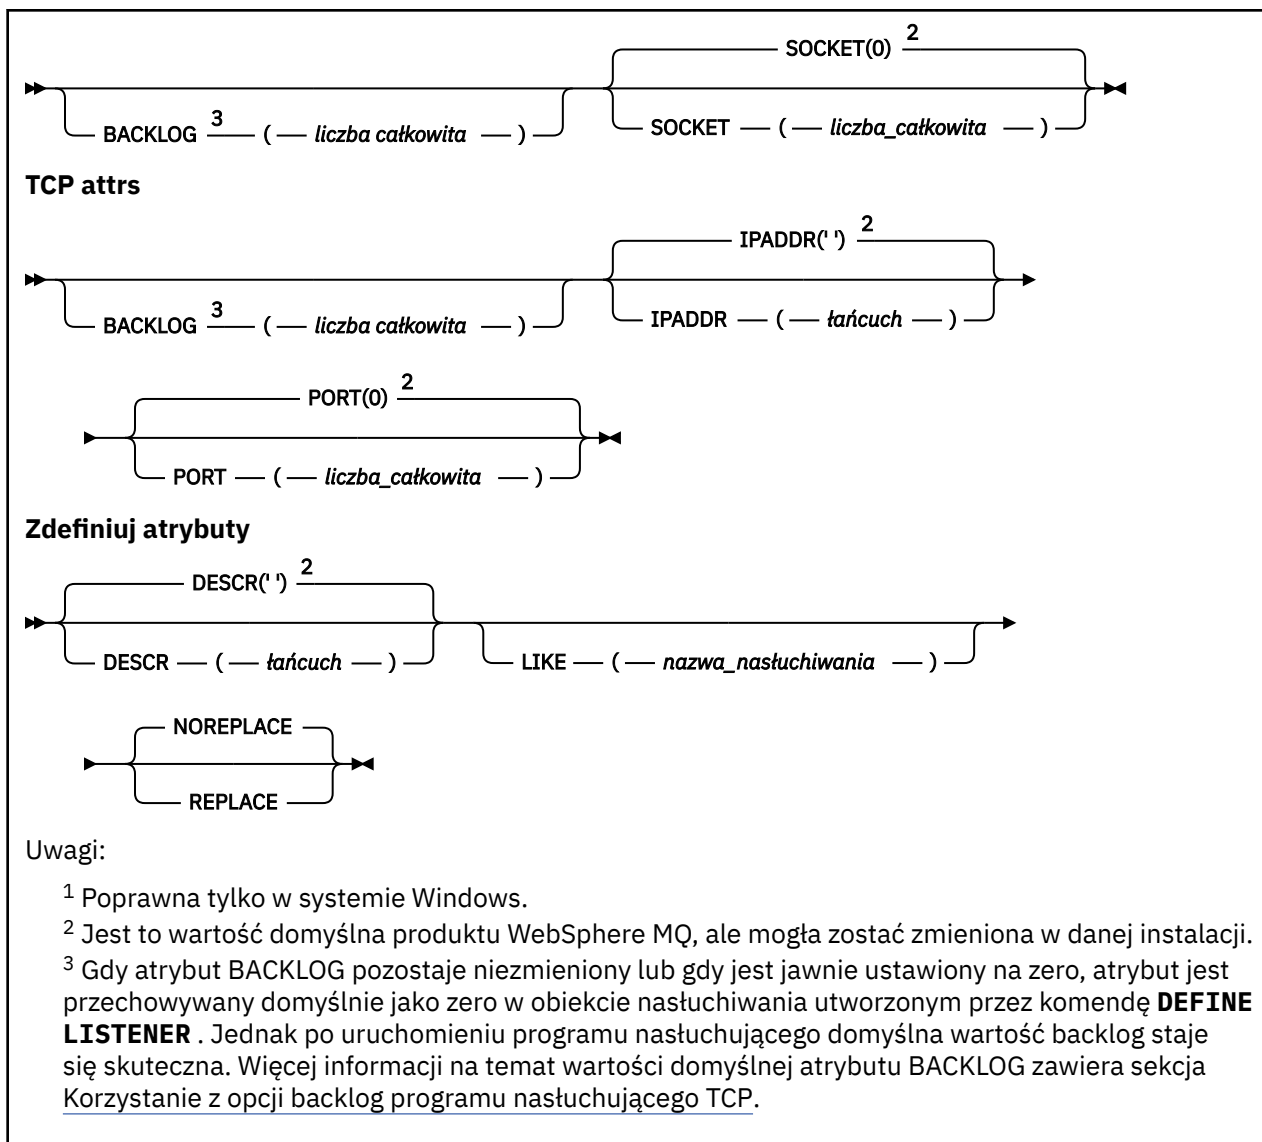 SOCKET(0) 2
BACKLOG 3 ( liczba całkowita ) SOCKET ( liczba_całkowita )
TCP attrs
IPADDR(' ') 2
BACKLOG 3 ( liczba całkowita ) IPADDR ( łańcuch )
PORT(0) 2
PORT ( liczba_całkowita )
Zdefiniuj atrybuty
DESCR(' ') 2
DESCR ( łańcuch ) LIKE ( nazwa_nasłuchiwania )
NOREPLACE
REPLACE
Uwagi:
1 Poprawna tylko w systemie Windows.
2 Jest to wartość domyślna produktu WebSphere MQ, ale mogła zostać zmieniona w danej instalacji.
3 Gdy atrybut BACKLOG pozostaje niezmieniony lub gdy jest jawnie ustawiony na zero, atrybut jest
przechowywany domyślnie jako zero w obiekcie nasłuchiwania utworzonym przez komendę DEFINE
LISTENER . Jednak po uruchomieniu programu nasłuchującego domyślna wartość backlog staje
się skuteczna. Więcej informacji na temat wartości domyślnej atrybutu BACKLOG zawiera sekcja
Korzystanie z opcji backlog programu nasłuchującego TCP.